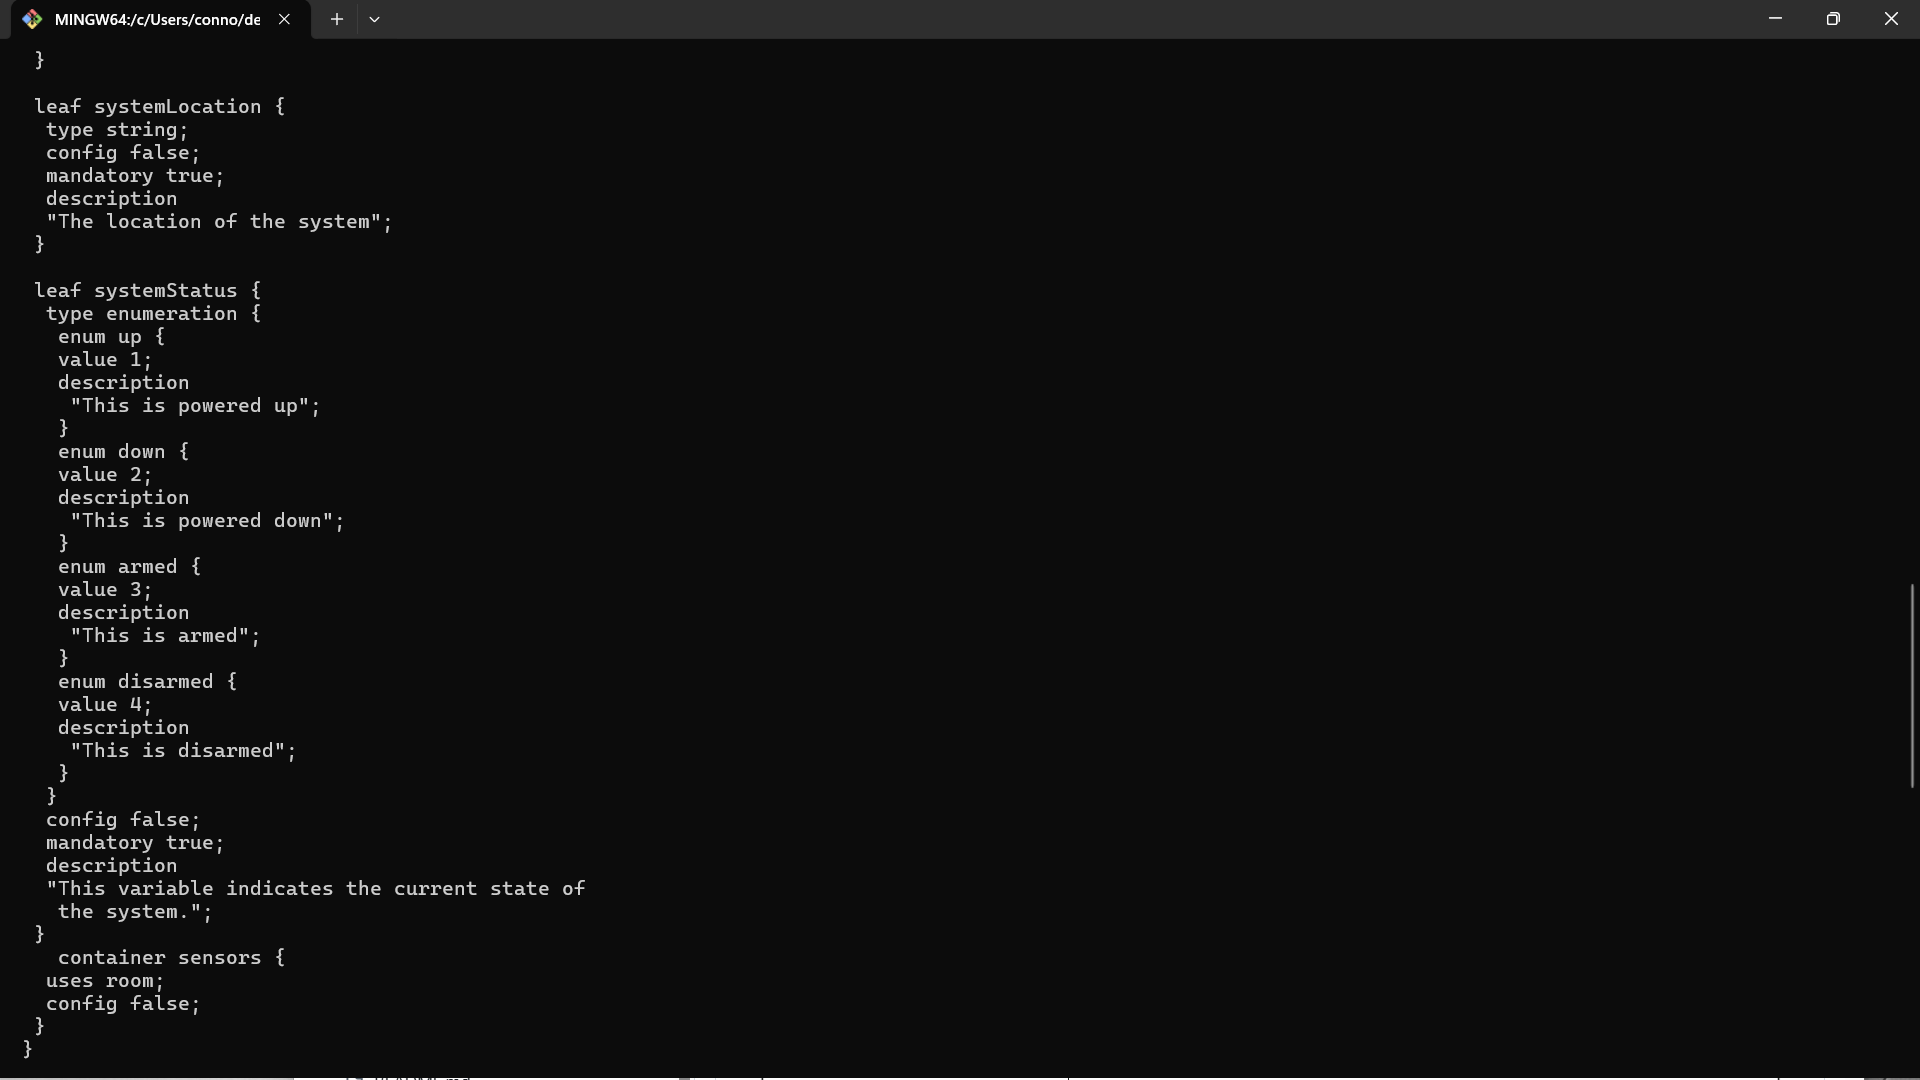 MINGW64:/c/Users/conno/de
}
leaf systemLocation {
type string;
config false;
mandatory true;
description
"The location of the system";
}
leaf systemStatus {
type enumeration {
enum up {
value 1;
description
"This is powered up";
}
enum down {
value 2;
description
"This is powered down";
}
enum armed {
value 3;
description
"This is armed";
}
enum disarmed {
value 4;
description
"This is disarmed";
}
}
config false;
mandatory true;
description
"This variable indicates the current state of
the system.";
}
container sensors {
uses room;
config false;
}
}